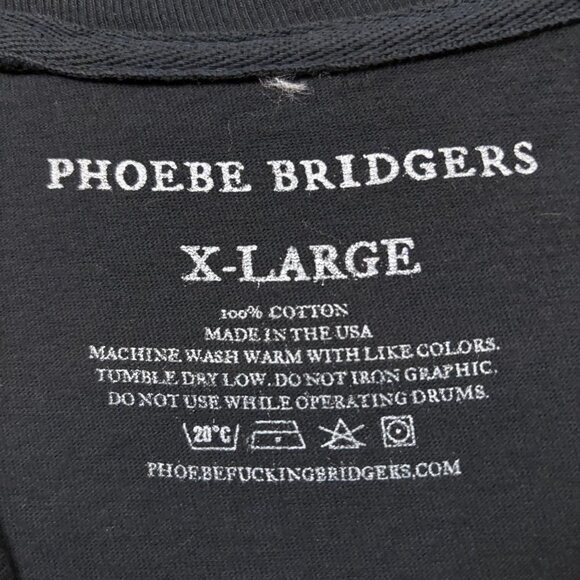 PHOEBE BRIDGERS
X-LARGE
100% COTTON
MADE IN THE USA
MACHINE WASH WARM WITH LIKE COLORS.
TUMBLE DRY LOW. DO NOT IRON GRAPHIC.
DO NOT USE WHILE OPERATING DRUMS.
20°C
PHOEBEFUCKINGBRIDGERS.COM